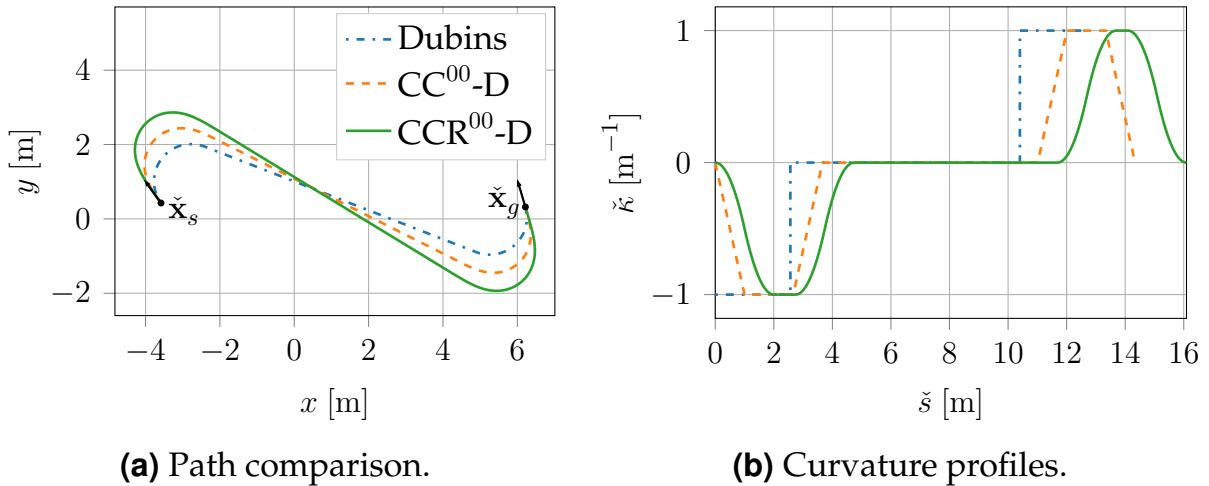 Dubins
CC⁰⁰-D
CCR⁰⁰-D
4
2
0
−2
y [m]
x̌ₛ
x̌g
−4 −2 0 2 4 6
x [m]
(a) Path comparison.
1
0
−1
κ̌ [m⁻¹]
0 2 4 6 8 10 12 14 16
š [m]
(b) Curvature profiles.